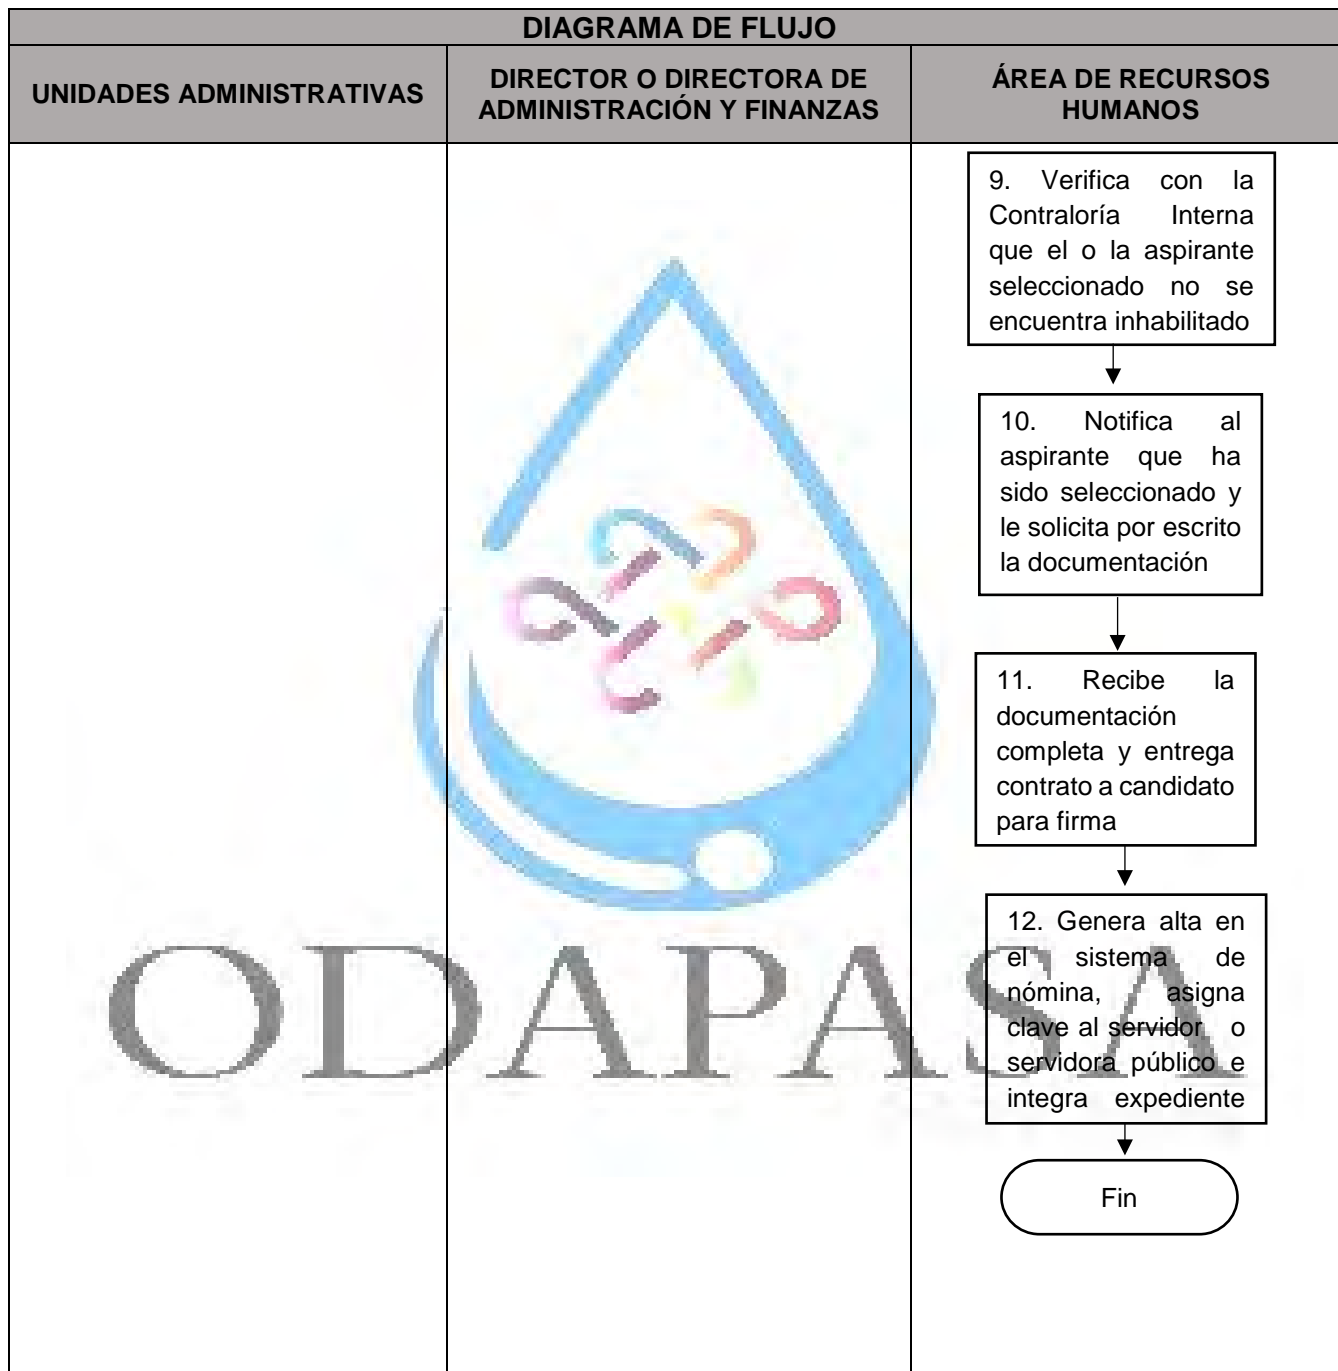 DIAGRAMA DE FLUJO
UNIDADES ADMINISTRATIVAS
DIRECTOR O DIRECTORA DE
ADMINISTRACIÓN Y FINANZAS
ÁREA DE RECURSOS
HUMANOS
9. Verifica con la
Contraloría Interna
que el o la aspirante
seleccionado no se
encuentra inhabilitado
10. Notifica al
aspirante que ha
sido seleccionado y
le solicita por escrito
la documentación
11. Recibe la
documentación
completa y entrega
contrato a candidato
para firma
12. Genera alta en
el sistema de
nómina, asigna
clave al servidor o
servidora público e
integra expediente
Fin
ODAPASA